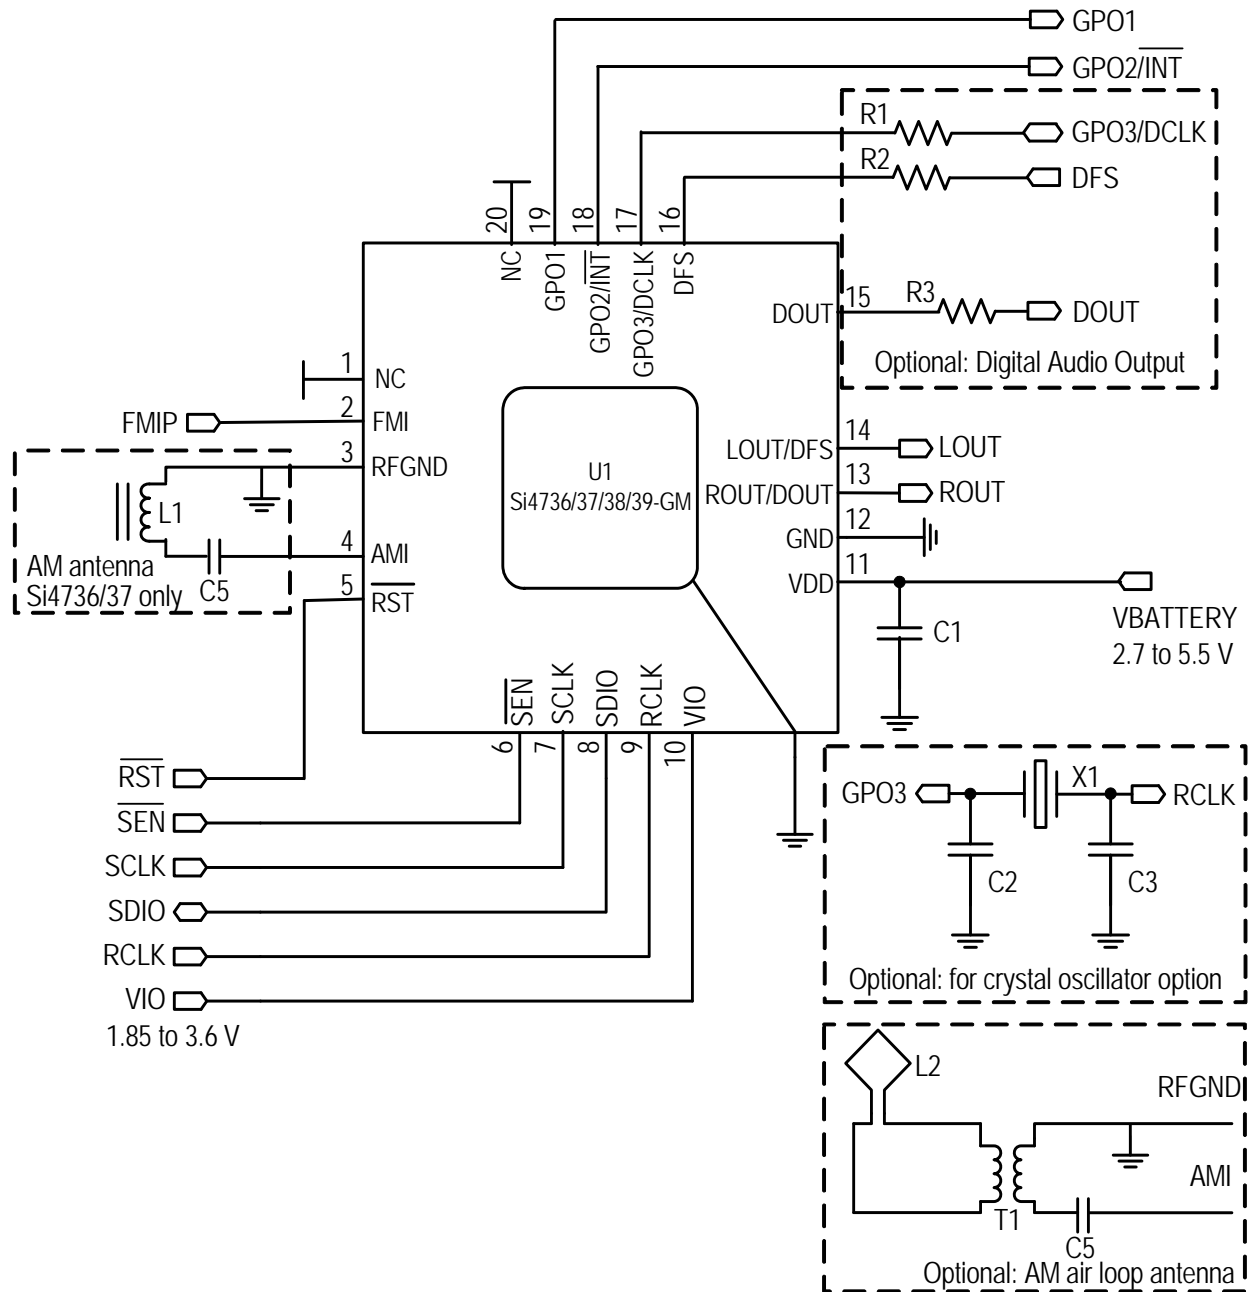 GPO1
GPO2/INT
R1
GPO3/DCLK
R2
DFS
20
19
18
17
16
NC
GPO1
GPO2/INT
GPO3/DCLK
DFS
DOUT
15
R3
DOUT
Optional: Digital Audio Output
1
NC
FMIP
2
FMI
3
RFGND
L1
4
AMI
AM antenna
Si4736/37 only
C5
5
RST
U1
Si4736/37/38/39-GM
LOUT/DFS
14
LOUT
ROUT/DOUT
13
ROUT
GND
12
VDD
11
C1
VBATTERY
2.7 to 5.5 V
SEN
SCLK
SDIO
RCLK
VIO
6
7
8
9
10
RST
SEN
SCLK
SDIO
RCLK
VIO
1.85 to 3.6 V
GPO3
X1
RCLK
C2
C3
Optional: for crystal oscillator option
L2
RFGND
AMI
T1
C5
Optional: AM air loop antenna